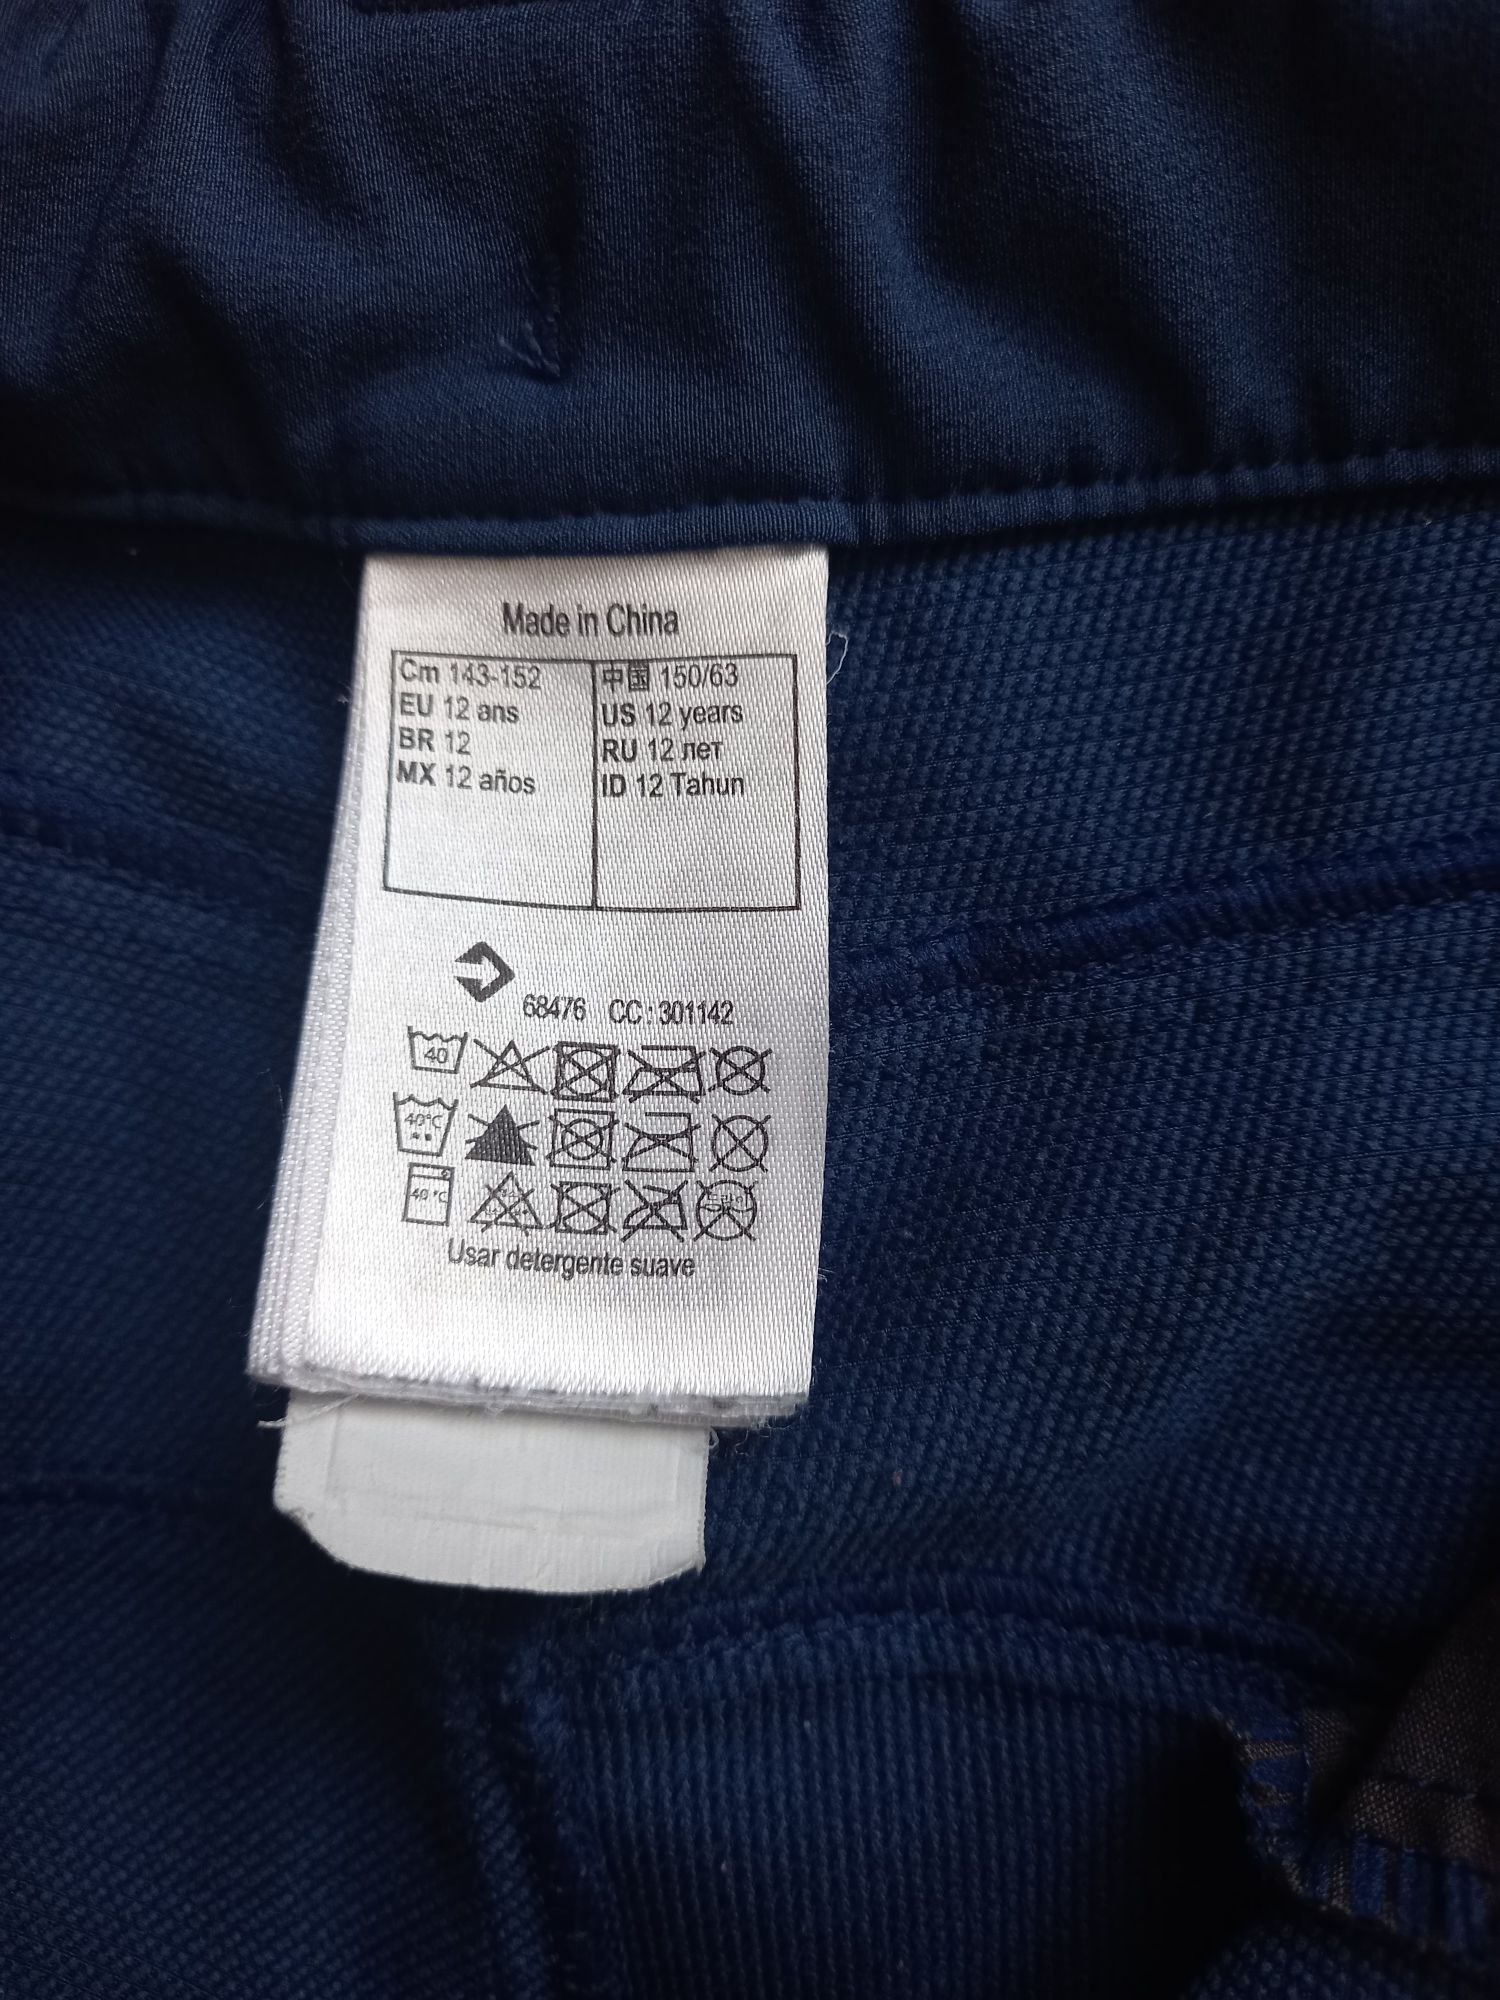 Made in China
Cm 143-152
EU 12 ans
BR 12
MX 12 años
中国 150/63
US 12 years
RU 12 лет
ID 12 Tahun
68476 CC: 301142
40
40°C
40 °C
Usar detergente suave